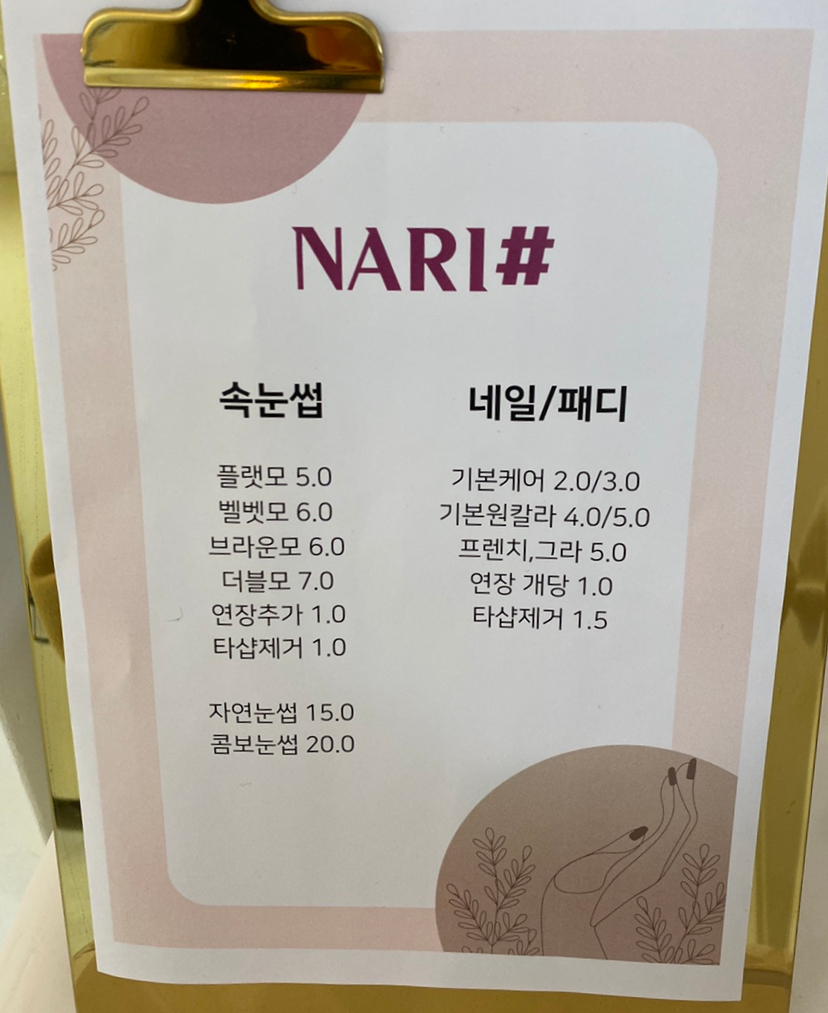 NARI#
속눈썹
플랫모 5.0
벨벳모 6.0
브라운모 6.0
더블모 7.0
연장추가 1.0
타샵제거 1.0
자연눈썹 15.0
콤보눈썹 20.0
네일/패디
기본케어 2.0/3.0
기본원칼라 4.0/5.0
프렌치,그라 5.0
연장 개당 1.0
타샵제거 1.5